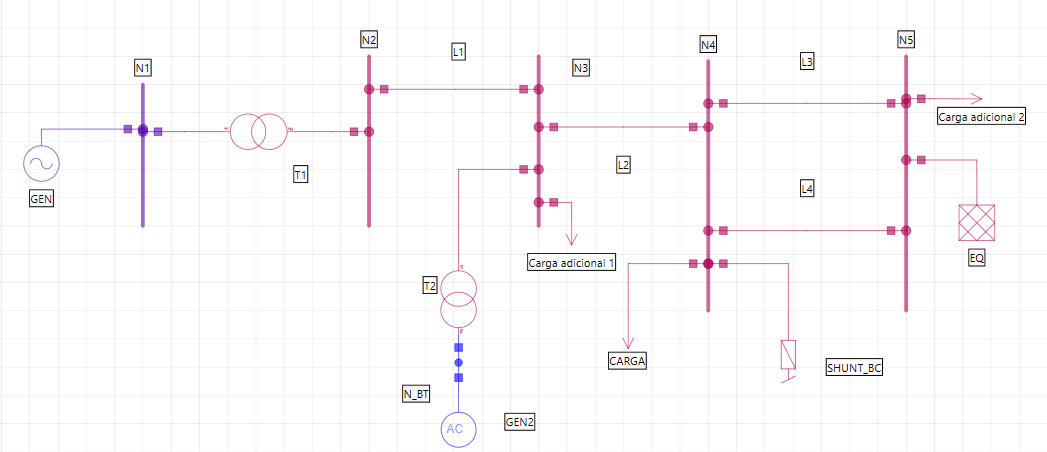 N1
N2
L1
N3
N4
L3
N5
Carga adicional 2
GEN
T1
L2
L4
Carga adicional 1
EQ
T2
CARGA
SHUNT_BC
N_BT
AC
GEN2